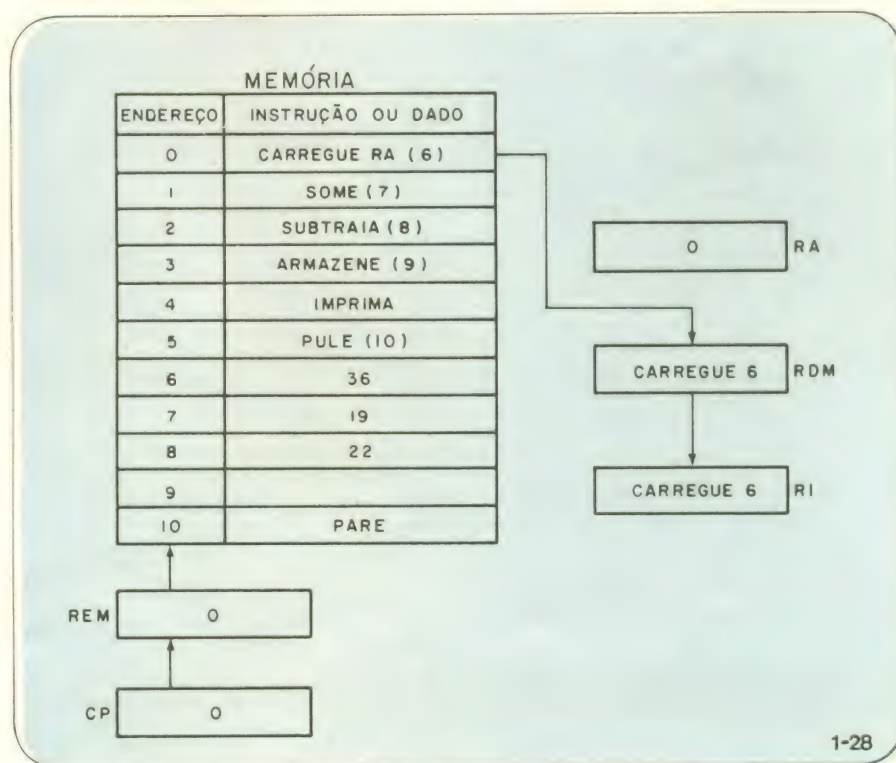 MEMÓRIA
ENDEREÇO INSTRUÇÃO OU DADO
0 CARREGUE RA (6)
1 SOME (7)
2 SUBTRAIA (8)
3 ARMAZENE (9)
4 IMPRIMA
5 PULE (10)
6 36
7 19
8 22
9
10 PARE
0 RA
CARREGUE 6 RDM
CARREGUE 6 RI
REM 0
CP 0
1-28